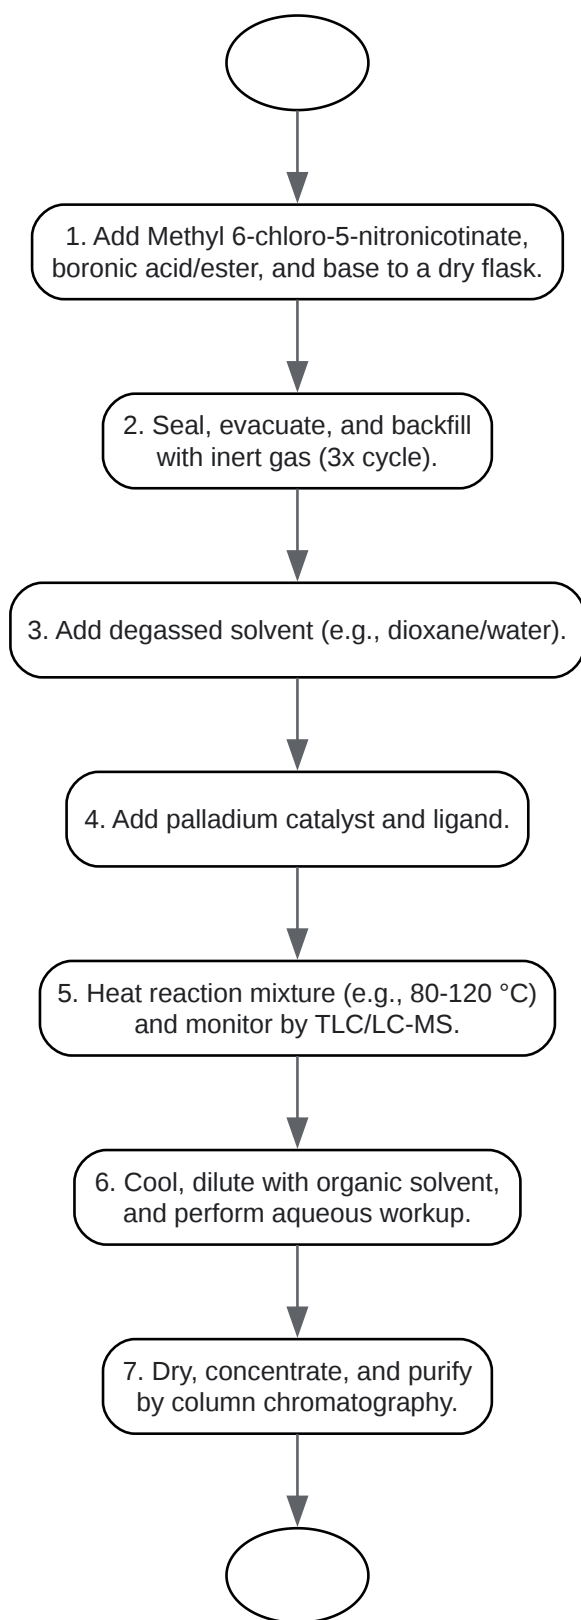 1. Add Methyl 6-chloro-5-nitronicotinate,
boronic acid/ester, and base to a dry flask.
2. Seal, evacuate, and backfill
with inert gas (3x cycle).
3. Add degassed solvent (e.g., dioxane/water).
4. Add palladium catalyst and ligand.
5. Heat reaction mixture (e.g., 80-120 °C)
and monitor by TLC/LC-MS.
6. Cool, dilute with organic solvent,
and perform aqueous workup.
7. Dry, concentrate, and purify
by column chromatography.